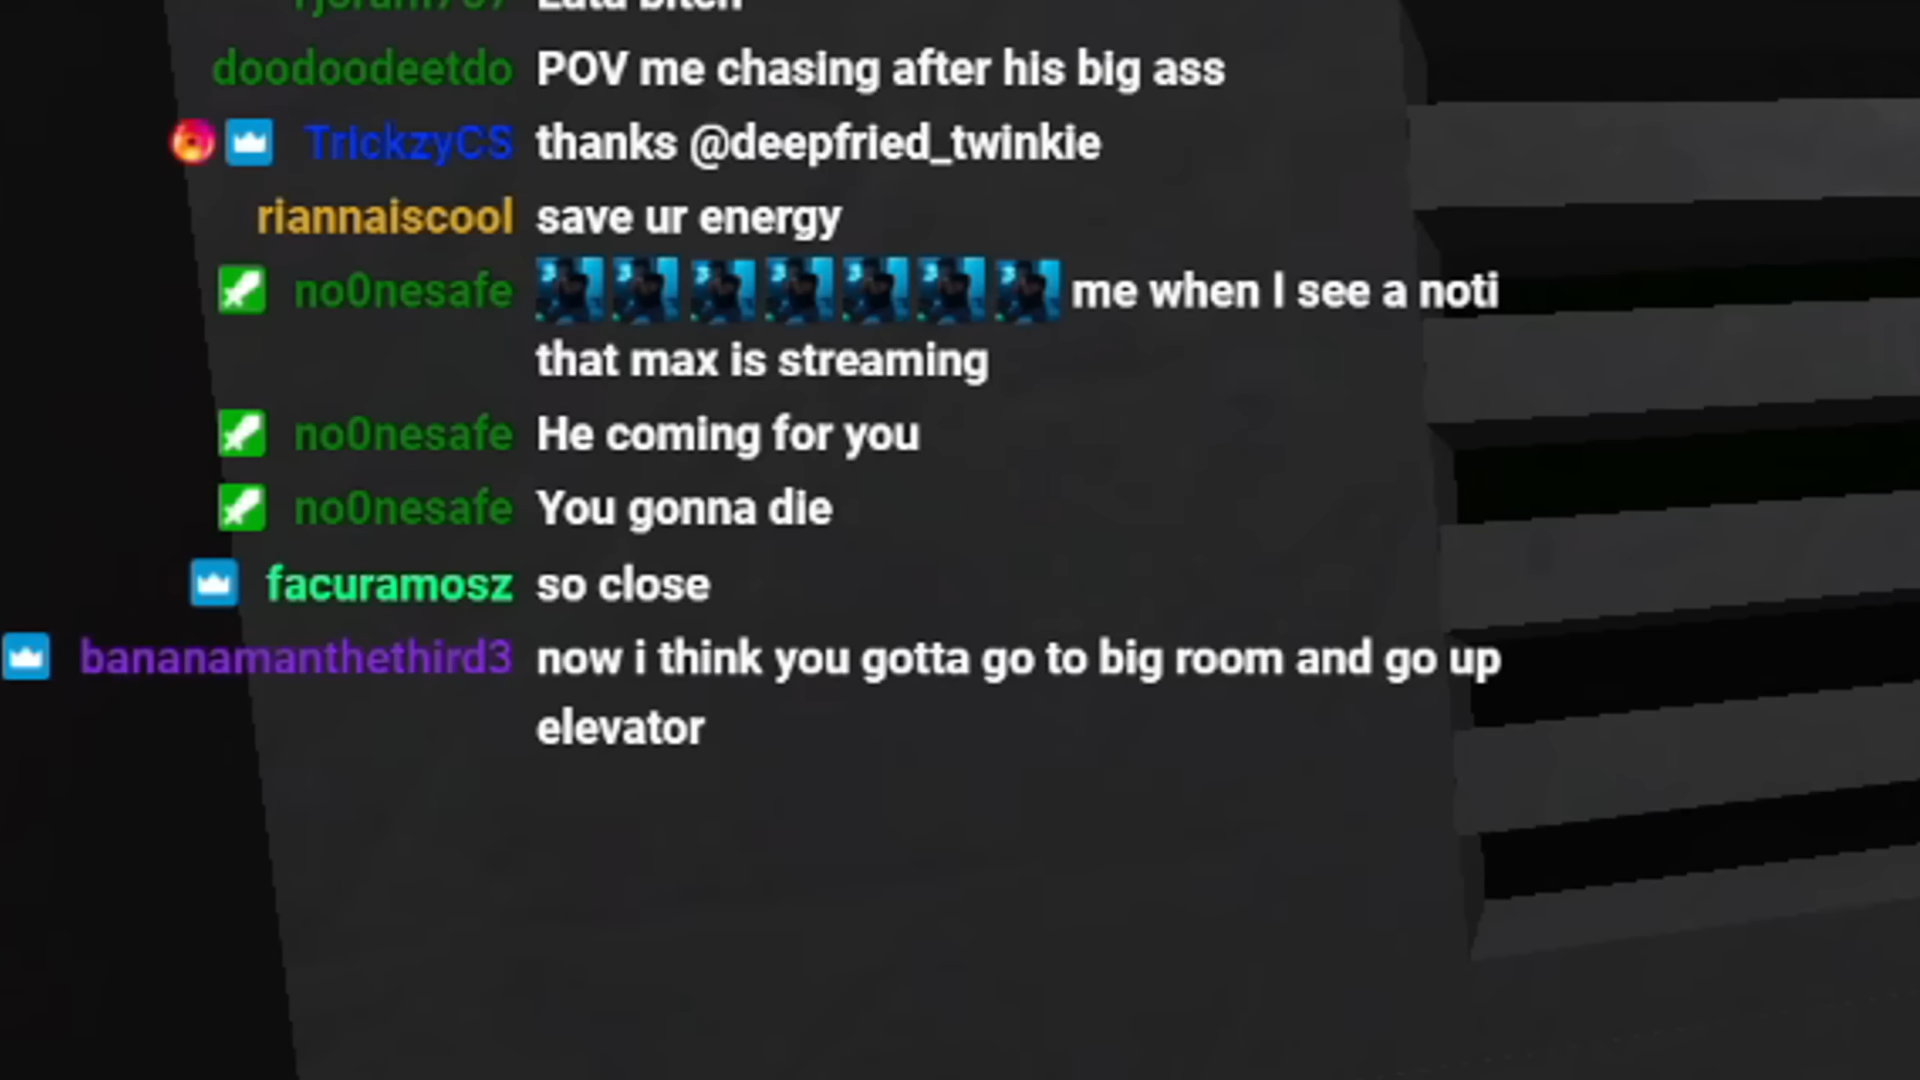 doodoodeetdo POV me chasing after his big ass
TrickzyCS thanks @deepfried_twinkie
riannaiscool save ur energy
no0nesafe me when I see a noti
that max is streaming
no0nesafe He coming for you
no0nesafe You gonna die
facuramosz so close
bananamanthethird3 now i think you gotta go to big room and go up
elevator